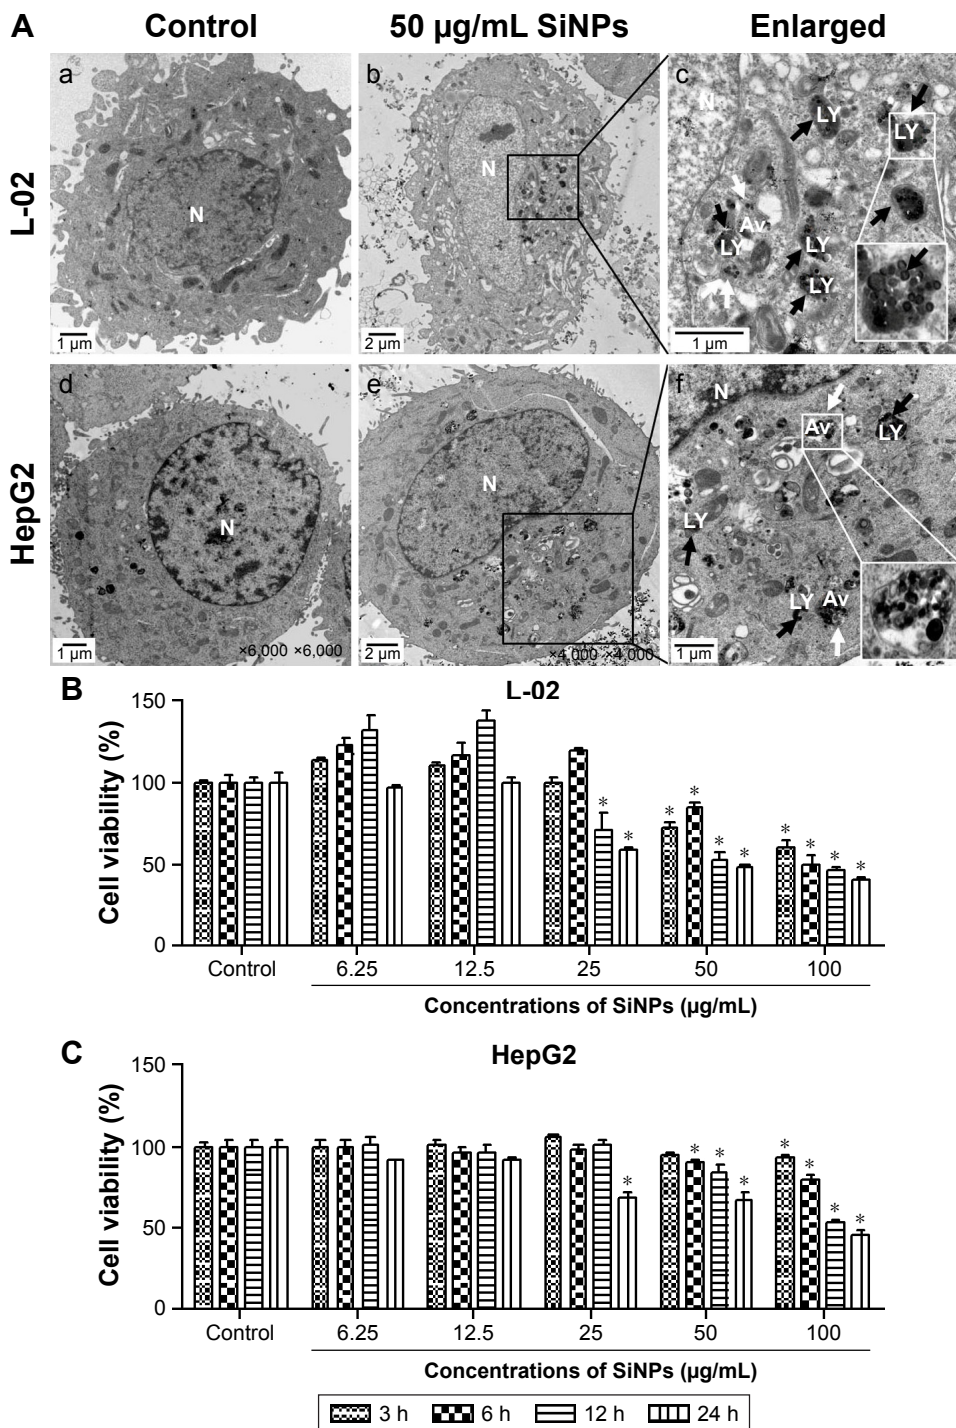 A Control 50 μg/mL SiNPs Enlarged
L-02
a
N
1 μm
b
N
2 μm
c
N
LY
LY
Av
LY
LY
LY
1 μm
HepG2
d
N
×6,000 ×6,000
1 μm
e
N
×4,000 ×4,000
2 μm
f
N
Av
LY
LY
LY
Av
1 μm
B L-02
Cell viability (%)
150
100
50
0
* * * * * * * * * *
Control 6.25 12.5 25 50 100
Concentrations of SiNPs (μg/mL)
C HepG2
Cell viability (%)
150
100
50
0
* * * * * * * *
Control 6.25 12.5 25 50 100
Concentrations of SiNPs (μg/mL)
3 h 6 h 12 h 24 h